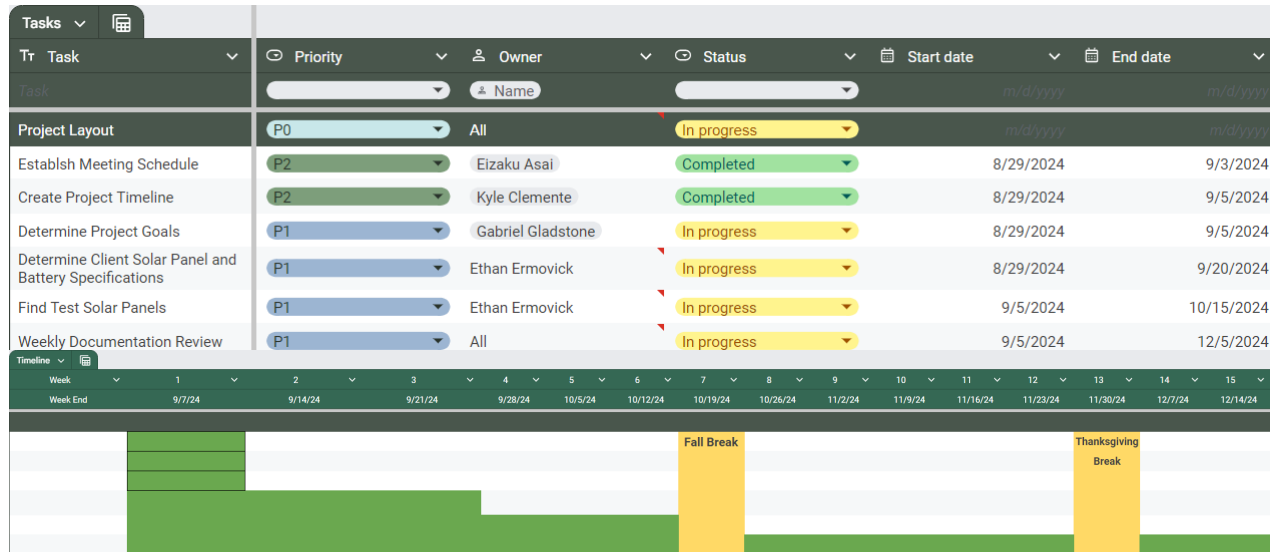 Tasks
Task Priority Owner Status Start date End date
Task Name m/d/yyyy m/d/yyyy
Project Layout P0 All In progress m/d/yyyy m/d/yyyy
Establsh Meeting Schedule P2 Eizaku Asai Completed 8/29/2024 9/3/2024
Create Project Timeline P2 Kyle Clemente Completed 8/29/2024 9/5/2024
Determine Project Goals P1 Gabriel Gladstone In progress 8/29/2024 9/5/2024
Determine Client Solar Panel and
Battery Specifications P1 Ethan Ermovick In progress 8/29/2024 9/20/2024
Find Test Solar Panels P1 Ethan Ermovick In progress 9/5/2024 10/15/2024
Weekly Documentation Review P1 All In progress 9/5/2024 12/5/2024
Timeline
Week 1 2 3 4 5 6 7 8 9 10 11 12 13 14 15
Week End 9/7/24 9/14/24 9/21/24 9/28/24 10/5/24 10/12/24 10/19/24 10/26/24 11/2/24 11/9/24 11/16/24 11/23/24 11/30/24 12/7/24 12/14/24
Fall Break Thanksgiving
Break